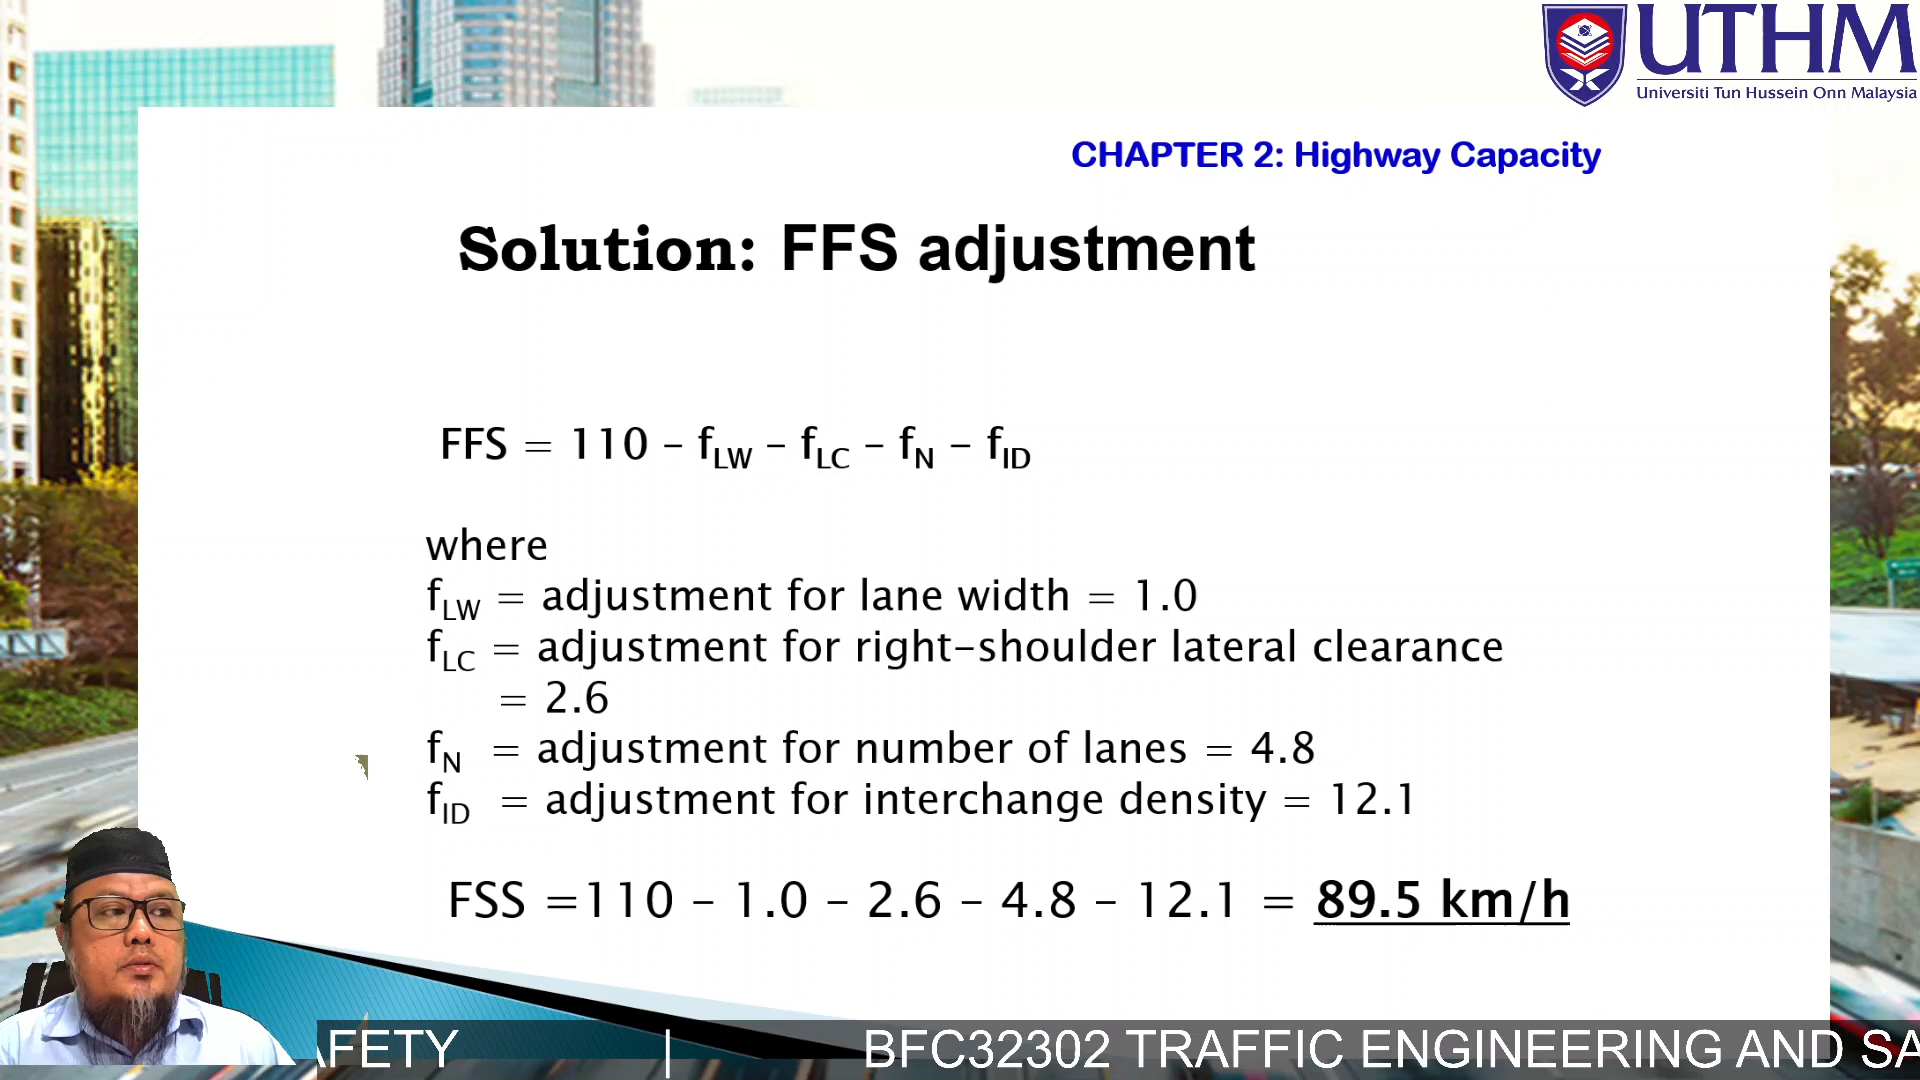 UTHM
Universiti Tun Hussein Onn Malaysia
CHAPTER 2: Highway Capacity
Solution: FFS adjustment
FFS = 110 – fLW – fLC – fN – fID
where
fLW = adjustment for lane width = 1.0
fLC = adjustment for right-shoulder lateral clearance
= 2.6
fN = adjustment for number of lanes = 4.8
fID = adjustment for interchange density = 12.1
FSS =110 – 1.0 – 2.6 – 4.8 – 12.1 = 89.5 km/h
AFETY | BFC32302 TRAFFIC ENGINEERING AND SA